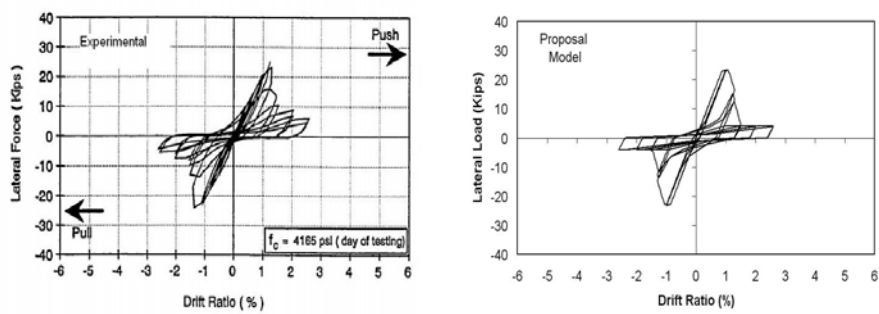 Experimental
Push
Lateral Force ( Kips )
40
30
20
10
0
-10
-20
-30
-40
Pull
f_c = 4165 psi ( day of testing)
-6 -5 -4 -3 -2 -1 0 1 2 3 4 5 6
Drift Ratio ( % )
Proposal
Model
Lateral Load (Kips)
40
30
20
10
0
-10
-20
-30
-40
-6 -5 -4 -3 -2 -1 0 1 2 3 4 5 6
Drift Ratio (%)